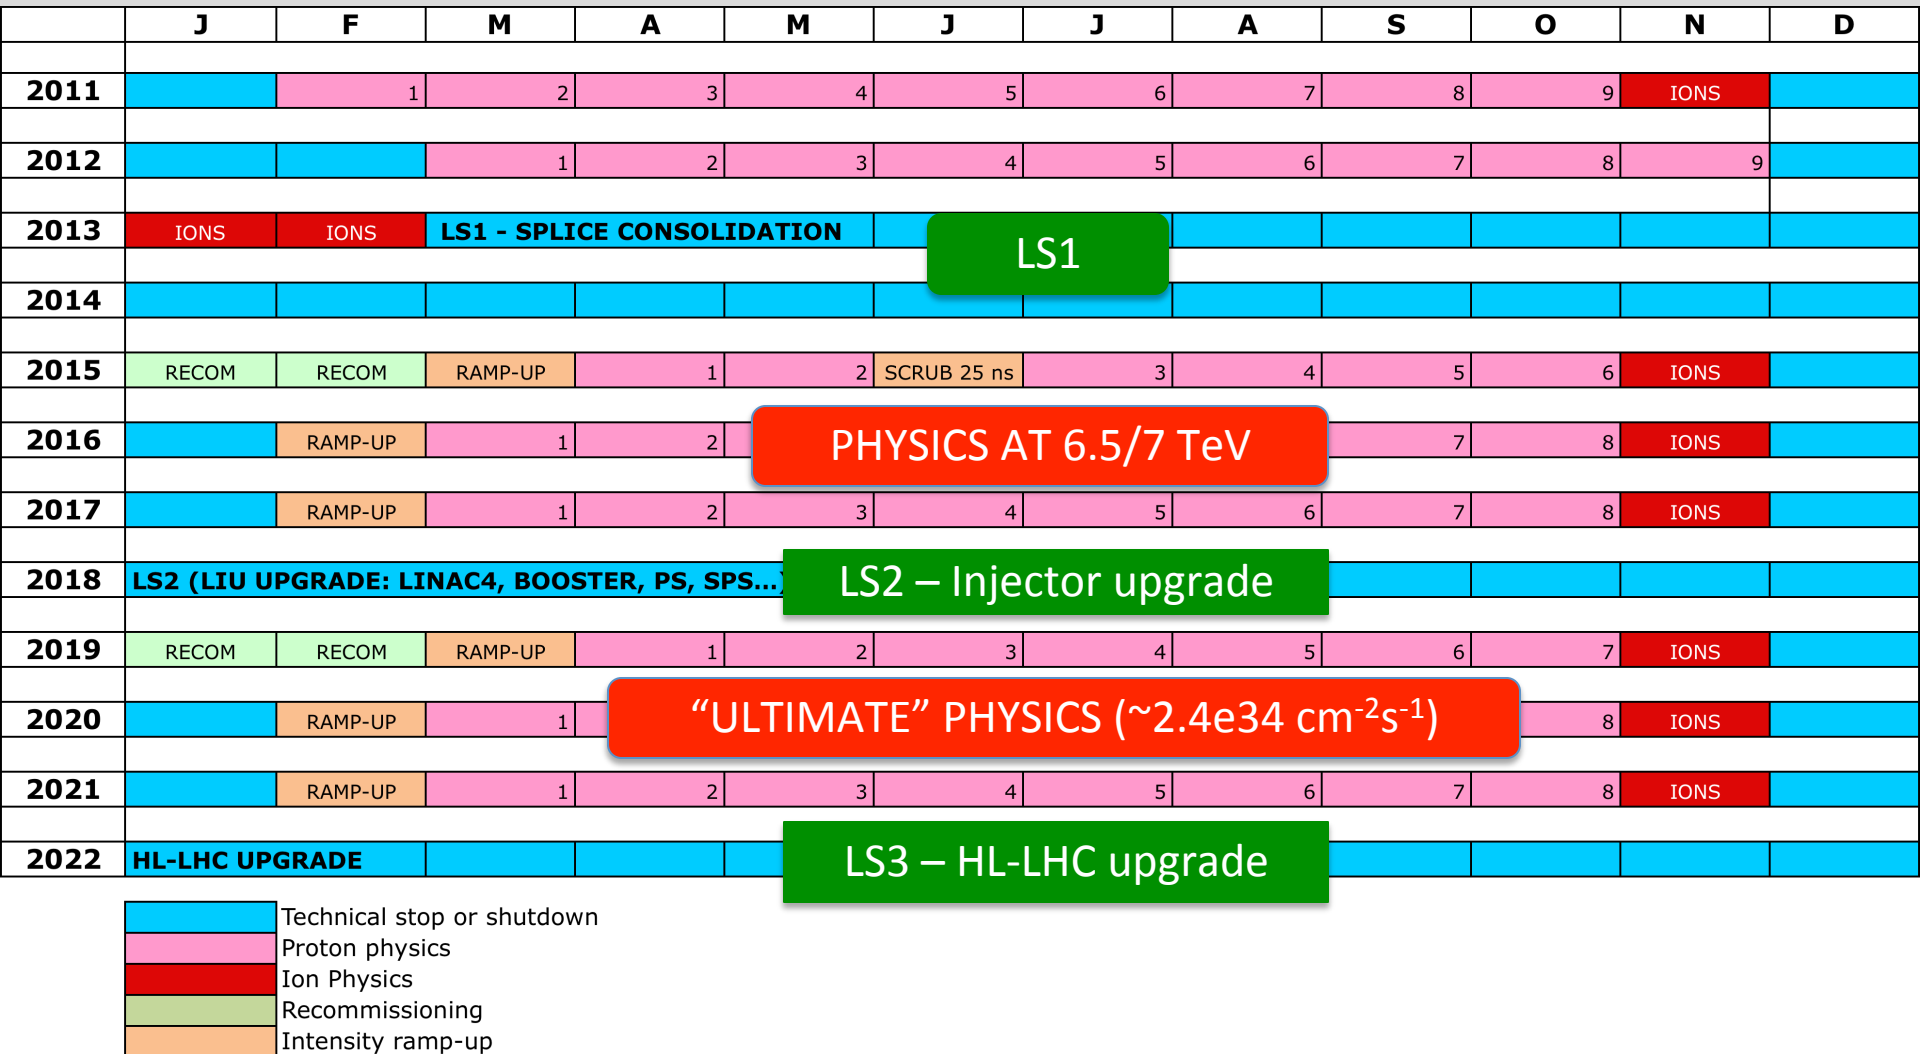 J F M A M J J A S O N D
2011 1 2 3 4 5 6 7 8 9 IONS
2012 1 2 3 4 5 6 7 8 9
2013 IONS IONS LS1 - SPLICE CONSOLIDATION
LS1
2014
2015 RECOM RECOM RAMP-UP 1 2 SCRUB 25 ns 3 4 5 6 IONS
2016 RAMP-UP 1 2 PHYSICS AT 6.5/7 TeV 7 8 IONS
2017 RAMP-UP 1 2 3 4 5 6 7 8 IONS
2018 LS2 (LIU UPGRADE: LINAC4, BOOSTER, PS, SPS...) LS2 – Injector upgrade
2019 RECOM RECOM RAMP-UP 1 2 3 4 5 6 7 IONS
2020 RAMP-UP 1 “ULTIMATE” PHYSICS (~2.4e34 cm⁻²s⁻¹) 8 IONS
2021 RAMP-UP 1 2 3 4 5 6 7 8 IONS
2022 HL-LHC UPGRADE LS3 – HL-LHC upgrade
Technical stop or shutdown
Proton physics
Ion Physics
Recommissioning
Intensity ramp-up